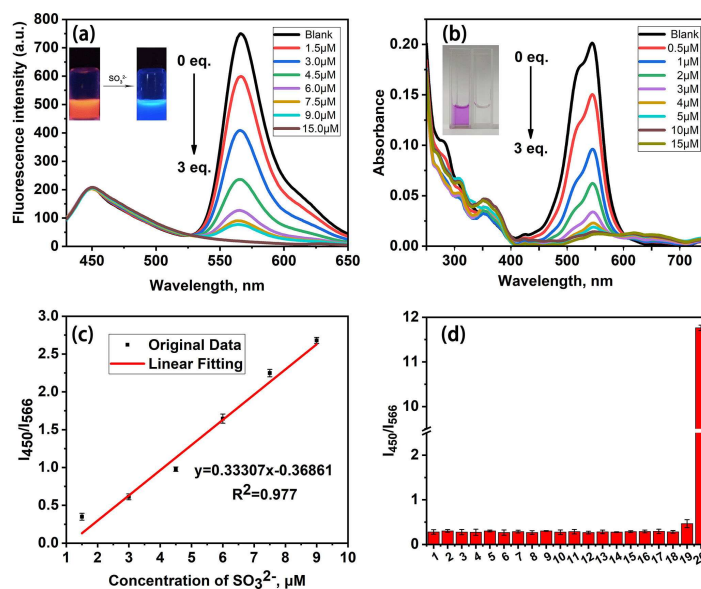 (a)
Fluorescence intensity (a.u.)
800
700
600
500
400
300
200
100
0
SO₃²⁻
0 eq.
3 eq.
Blank
1.5μM
3.0μM
4.5μM
6.0μM
7.5μM
9.0μM
15.0μM
450 500 550 600 650
Wavelength, nm
(b)
Absorbance
0.20
0.15
0.10
0.05
0.00
0 eq.
3 eq.
Blank
0.5μM
1μM
2μM
3μM
4μM
5μM
10μM
15μM
300 400 500 600 700
Wavelength, nm
(c)
I₄₅₀/I₅₆₆
3.0
2.5
2.0
1.5
1.0
0.5
0.0
Original Data
Linear Fitting
y=0.33307x-0.36861
R²=0.977
1 2 3 4 5 6 7 8 9 10
Concentration of SO₃²⁻, μM
(d)
I₄₅₀/I₅₆₆
12
11
10
2
1
0
1 2 3 4 5 6 7 8 9 10 11 12 13 14 15 16 17 18 19 20